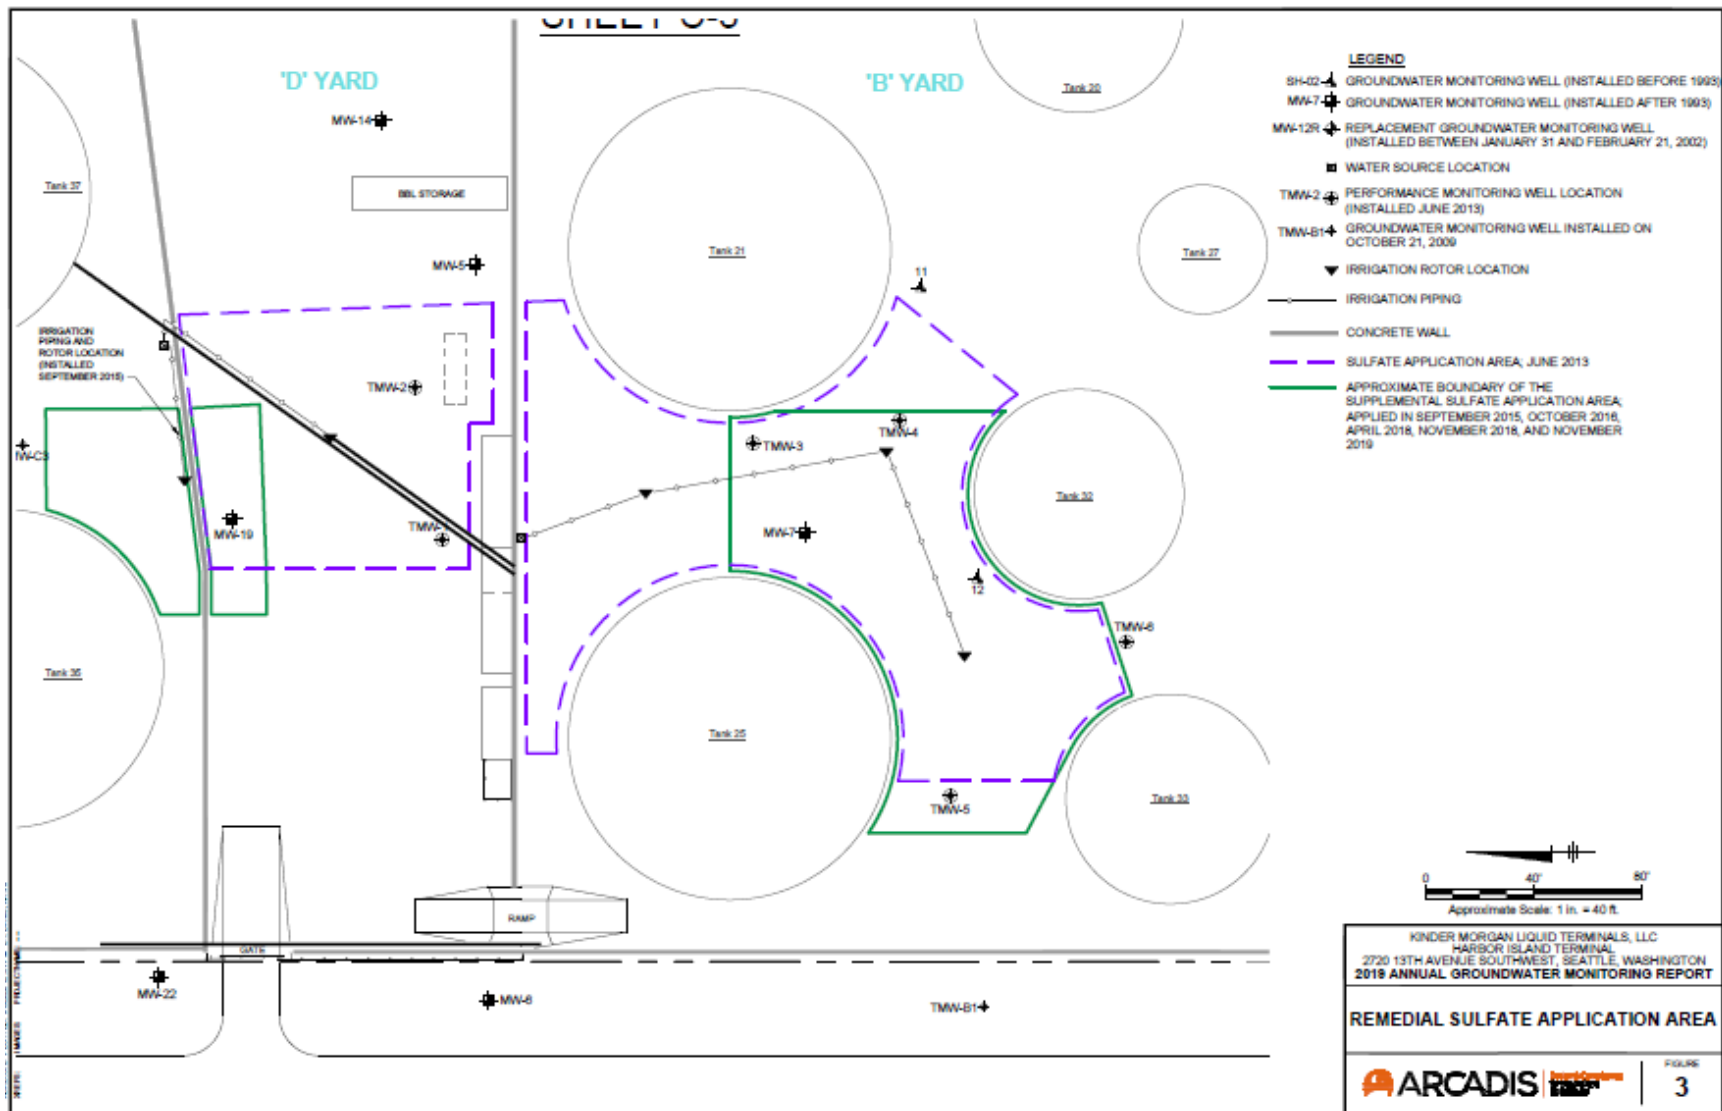 'D' YARD
'B' YARD
Tank 20
MW-14
Tank 37
BBL STORAGE
Tank 21
Tank 27
MW-5
11
IRRIGATION
PIPING AND
ROTOR LOCATION
(INSTALLED
SEPTEMBER 2015)
TMW-2
TMW-3
TMW-4
Tank 32
MW-19
TMW-1
MW-7
12
TMW-6
Tank 25
Tank 33
TMW-5
RAMP
GATE
MW-22
MW-6
TMW-B1
LEGEND
SH-02 GROUNDWATER MONITORING WELL (INSTALLED BEFORE 1993)
MW-7 GROUNDWATER MONITORING WELL (INSTALLED AFTER 1993)
MW-12R REPLACEMENT GROUNDWATER MONITORING WELL
(INSTALLED BETWEEN JANUARY 31 AND FEBRUARY 21, 2002)
WATER SOURCE LOCATION
TMW-2 PERFORMANCE MONITORING WELL LOCATION
(INSTALLED JUNE 2013)
TMW-B1 GROUNDWATER MONITORING WELL INSTALLED ON
OCTOBER 21, 2009
IRRIGATION ROTOR LOCATION
IRRIGATION PIPING
CONCRETE WALL
SULFATE APPLICATION AREA; JUNE 2013
APPROXIMATE BOUNDARY OF THE
SUPPLEMENTAL SULFATE APPLICATION AREA;
APPLIED IN SEPTEMBER 2015, OCTOBER 2016,
APRIL 2018, NOVEMBER 2018, AND NOVEMBER
2019
0 40' 80'
Approximate Scale: 1 in. = 40 ft.
KINDER MORGAN LIQUID TERMINALS, LLC
HARBOR ISLAND TERMINAL
2720 13TH AVENUE SOUTHWEST, SEATTLE, WASHINGTON
2019 ANNUAL GROUNDWATER MONITORING REPORT
REMEDIAL SULFATE APPLICATION AREA
ARCADIS
FIGURE
3